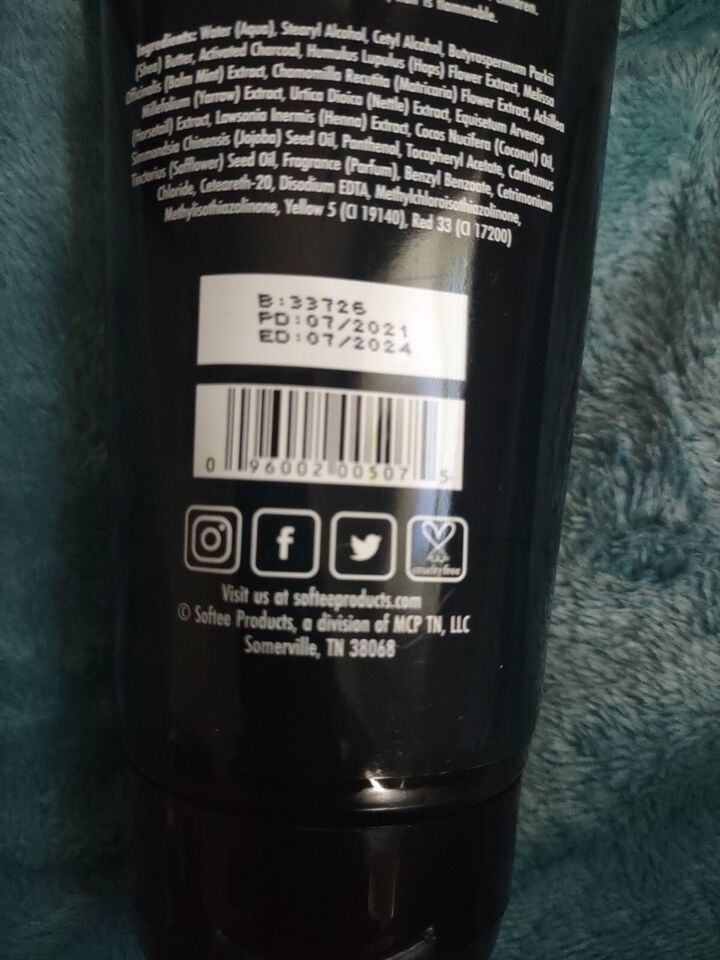 children.
is flammable.
Ingredients: Water (Aqua), Stearyl Alcohol, Cetyl Alcohol, Butyrospermum Parkii
(Shea) Butter, Activated Charcoal, Humulus Lupulus (Hops) Flower Extract, Melissa
Officinalis (Balm Mint) Extract, Chamomilla Recutita (Matricaria) Flower Extract, Achillea
Millefolium (Yarrow) Extract, Urtica Dioica (Nettle) Extract, Equisetum Arvense
(Horsetail) Extract, Lawsonia Inermis (Henna) Extract, Cocos Nucifera (Coconut) Oil,
Simmondsia Chinensis (Jojoba) Seed Oil, Panthenol, Tocopheryl Acetate, Carthamus
Tinctorius (Safflower) Seed Oil, Fragrance (Parfum), Benzyl Benzoate, Cetrimonium
Chloride, Ceteareth-20, Disodium EDTA, Methylchloroisothiazolinone,
Methylisothiazolinone, Yellow 5 (CI 19140), Red 33 (CI 17200)
B:33726
PD:07/2021
ED:07/2024
0 96002 00507 5
cruelty free
Visit us at softeeproducts.com
© Softee Products, a division of MCP TN, LLC
Somerville, TN 38068